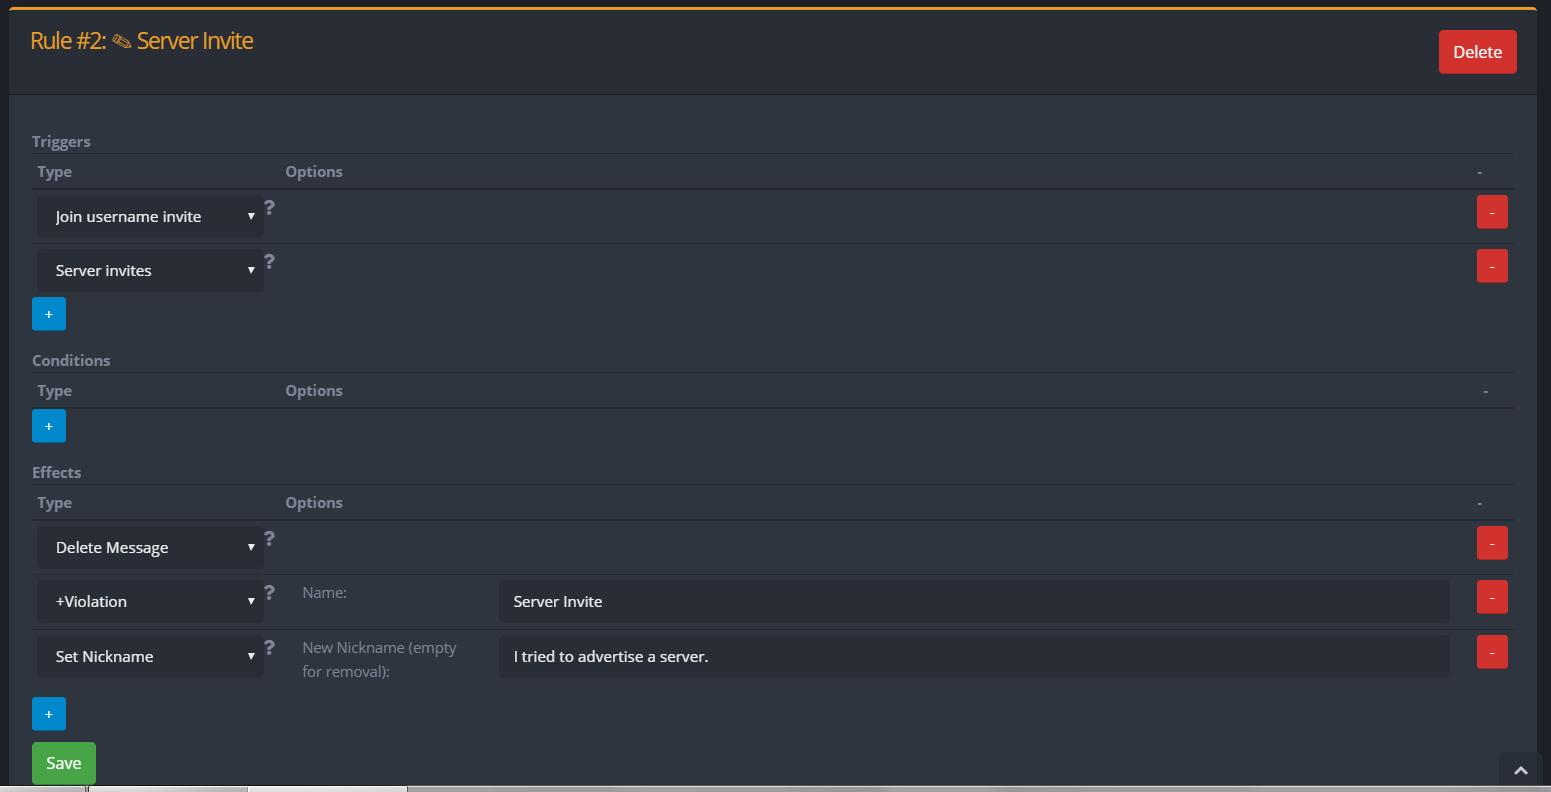 Rule #2: ✎ Server Invite
Delete
Triggers
Type Options -
Join username invite ▾ ? -
Server invites ▾ ? -
+
Conditions
Type Options -
+
Effects
Type Options -
Delete Message ▾ ? -
+Violation ▾ ? Name: Server Invite -
Set Nickname ▾ ? New Nickname (empty for removal): I tried to advertise a server. -
+
Save